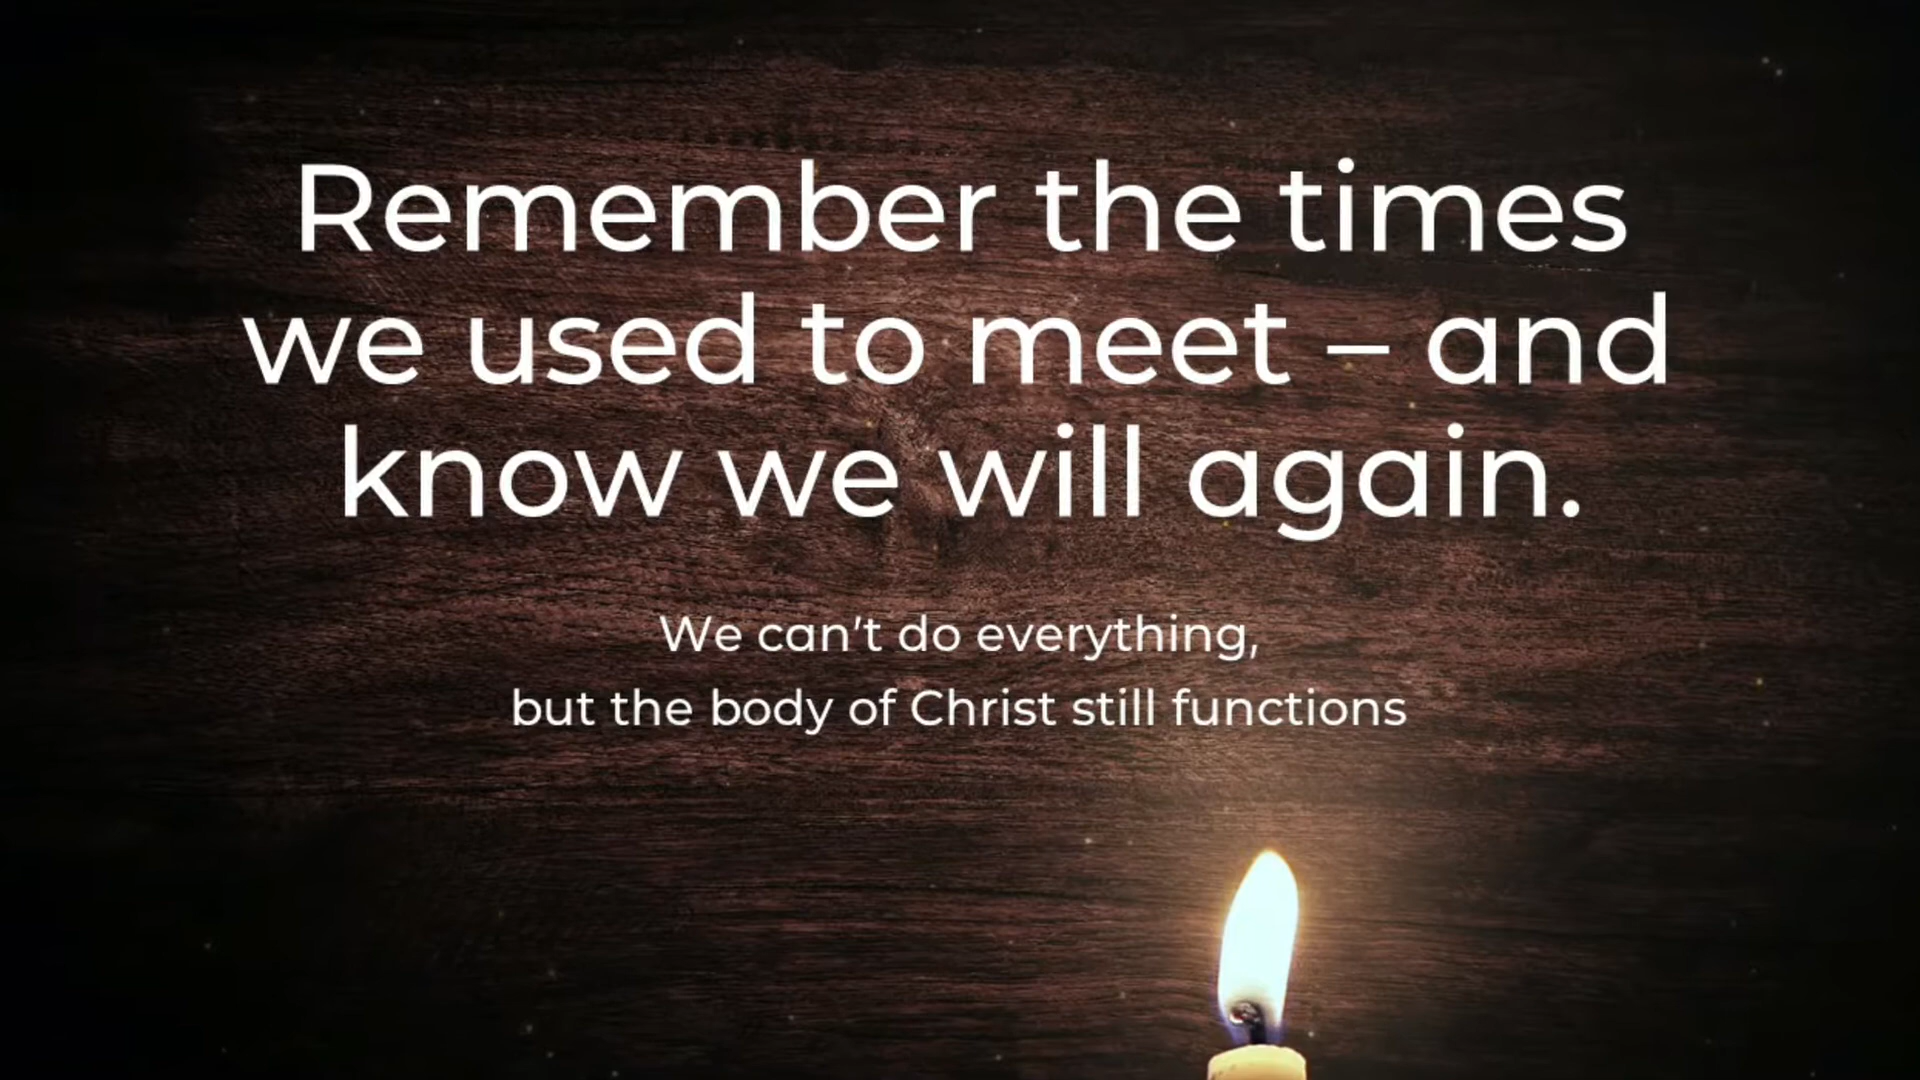 Remember the times
we used to meet – and
know we will again.
We can't do everything,
but the body of Christ still functions